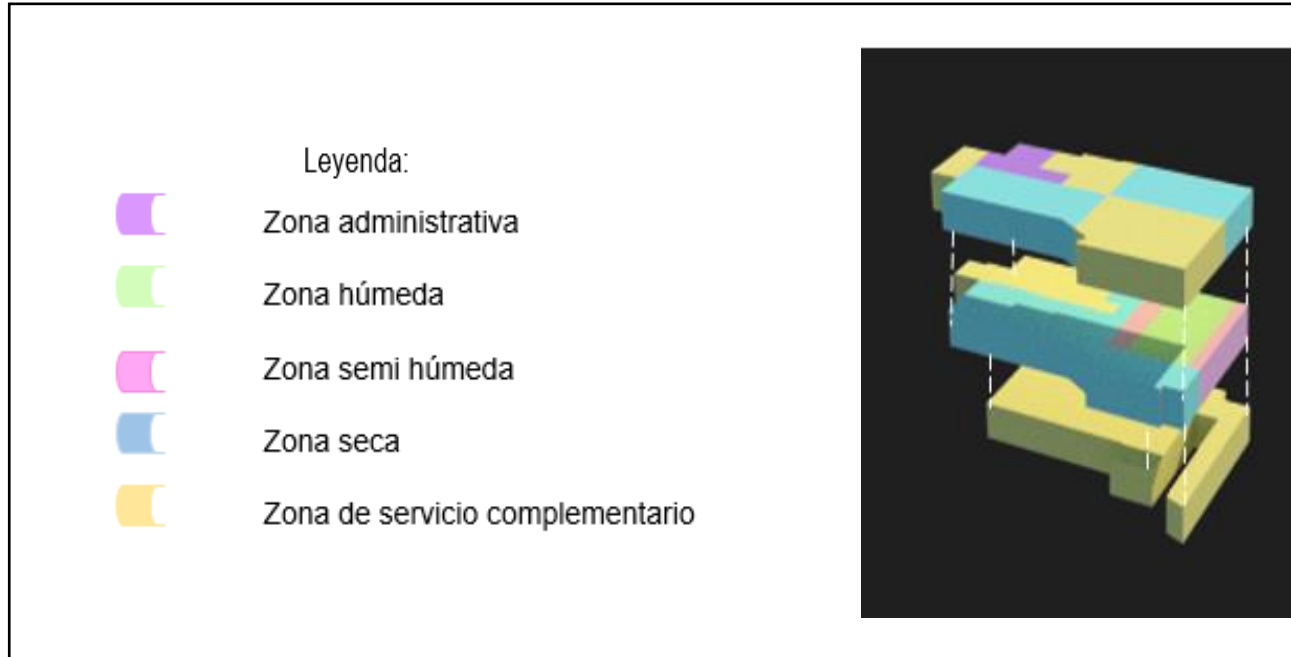 Leyenda:
Zona administrativa
Zona húmeda
Zona semi húmeda
Zona seca
Zona de servicio complementario